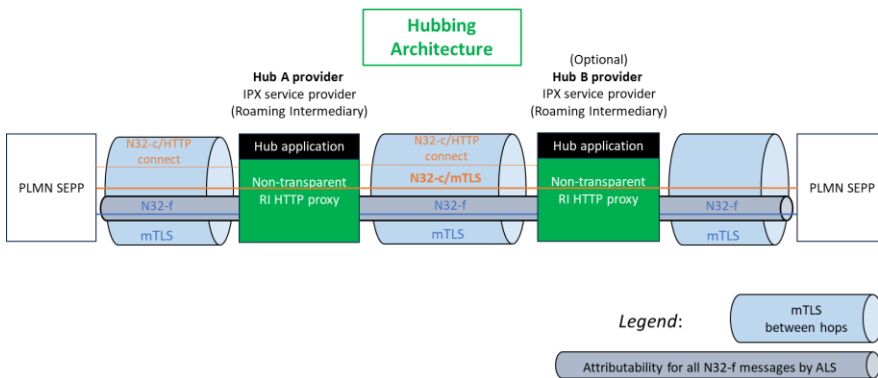 Hubbing
Architecture
(Optional)
Hub A provider
IPX service provider
(Roaming Intermediary)
Hub B provider
IPX service provider
(Roaming Intermediary)
PLMN SEPP
N32-c/HTTP
connect
N32-f
mTLS
Hub application
Non-transparent
RI HTTP proxy
N32-c/HTTP
connect
N32-c/mTLS
N32-f
mTLS
Hub application
Non-transparent
RI HTTP proxy
N32-f
mTLS
PLMN SEPP
Legend:
mTLS
between hops
Attributability for all N32-f messages by ALS